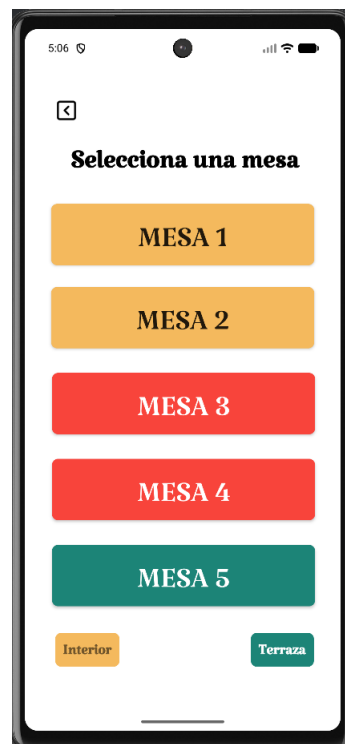 5:06
Selecciona una mesa
MESA 1
MESA 2
MESA 3
MESA 4
MESA 5
Interior
Terraza